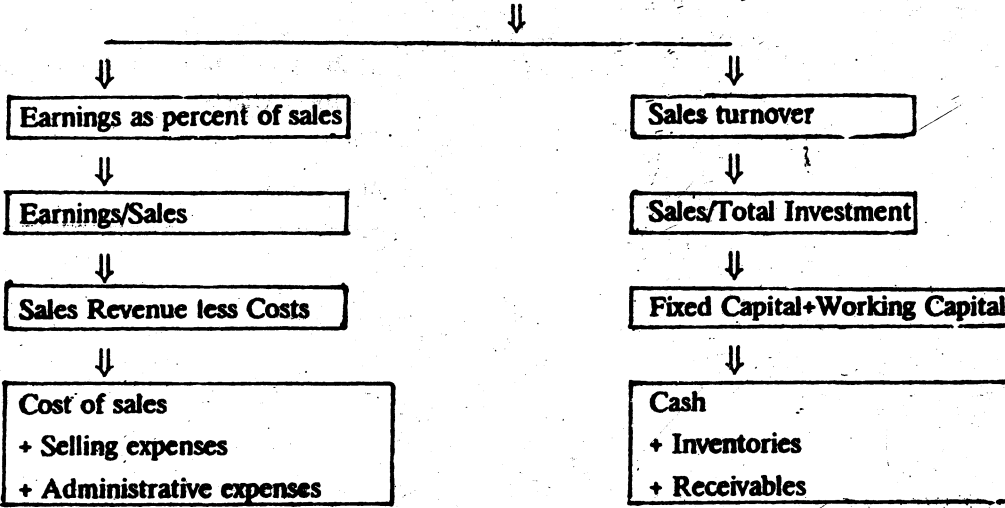 ⇓
⇓
Earnings as percent of sales
⇓
Earnings/Sales
⇓
Sales Revenue less Costs
⇓
Cost of sales
+ Selling expenses
+ Administrative expenses
⇓
Sales turnover
⇓
Sales/Total Investment
⇓
Fixed Capital+Working Capital
⇓
Cash
+ Inventories
+ Receivables